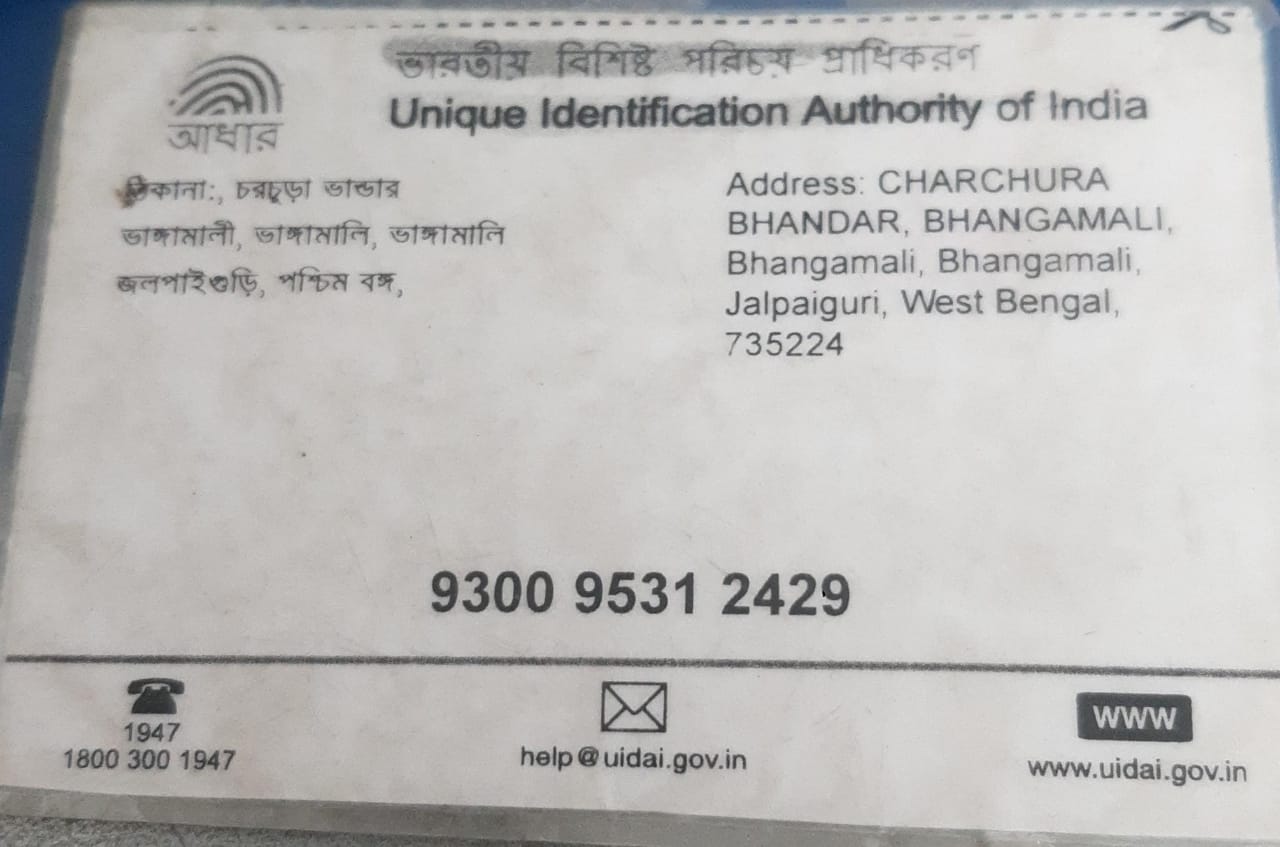 ভারতীয় বিশিষ্ট পরিচয় প্রাধিকরণ
Unique Identification Authority of India
আধার
ঠিকানা:, চরচূড়া ভান্ডার
ভাঙ্গামালী, ভাঙ্গামালি, ভাঙ্গামালি
জলপাইগুড়ি, পশ্চিম বঙ্গ,
Address: CHARCHURA
BHANDAR, BHANGAMALI,
Bhangamali, Bhangamali,
Jalpaiguri, West Bengal,
735224
9300 9531 2429
1947
1800 300 1947
help@uidai.gov.in
www
www.uidai.gov.in